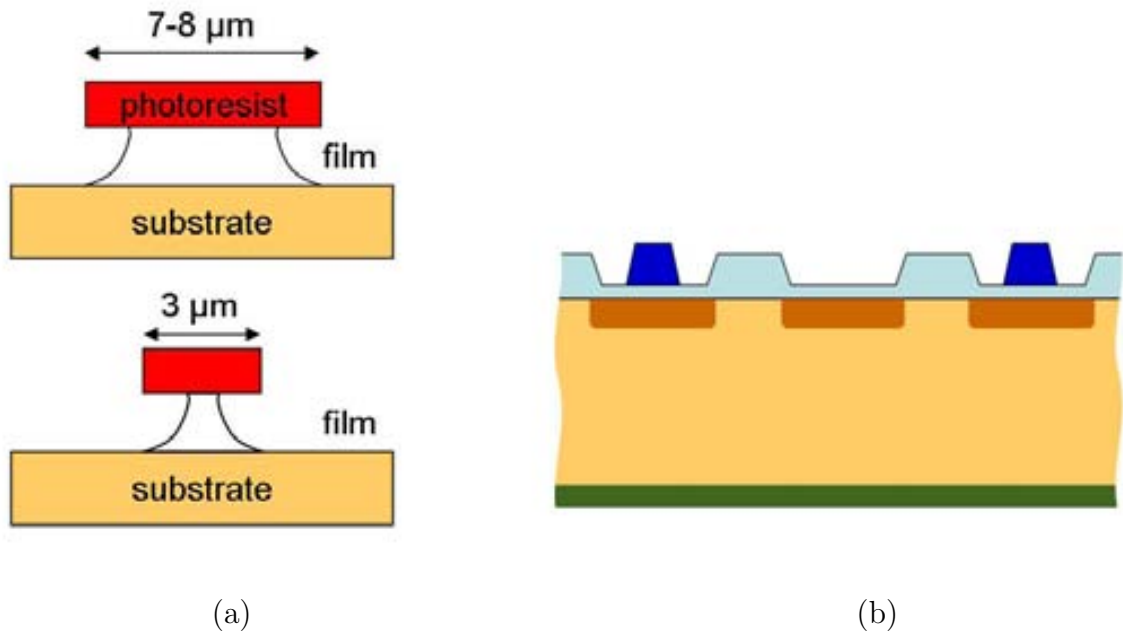 7-8 µm
photoresist
film
substrate
3 µm
film
substrate
(a)
(b)